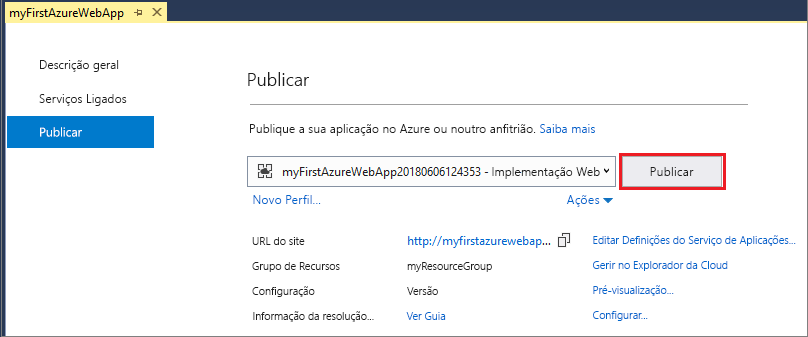 myFirstAzureWebApp
Descrição geral
Serviços Ligados
Publicar
Publicar
Publique a sua aplicação no Azure ou noutro anfitrião. Saiba mais
myFirstAzureWebApp20180606124353 - Implementação Web
Publicar
Novo Perfil...
Ações
URL do site
http://myfirstazurewebap...
Editar Definições do Serviço de Aplicações...
Grupo de Recursos
myResourceGroup
Gerir no Explorador da Cloud
Configuração
Versão
Pré-visualização...
Informação da resolução...
Ver Guia
Configurar...